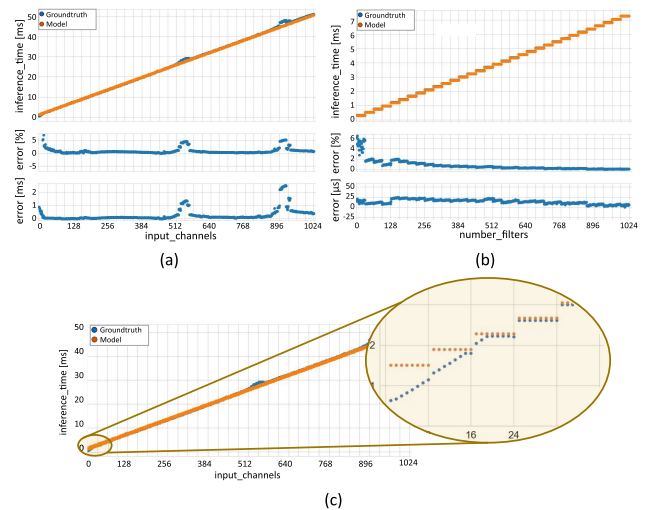 Groundtruth
Model
inference_time [ms]
50
40
30
20
10
0
error [%]
5
0
-5
error [ms]
2
1
0
0 128 256 384 512 640 768 896 1024
input_channels
(a)
Groundtruth
Model
inference_time [ms]
7
6
5
4
3
2
1
0
error [%]
6
4
2
0
error [µs]
50
25
0
-25
0 128 256 384 512 640 768 896 1024
number_filters
(b)
Groundtruth
Model
inference_time [ms]
50
40
30
20
10
0
0 128 256 384 512 640 768 896 1024
input_channels
2
1
16 24
(c)